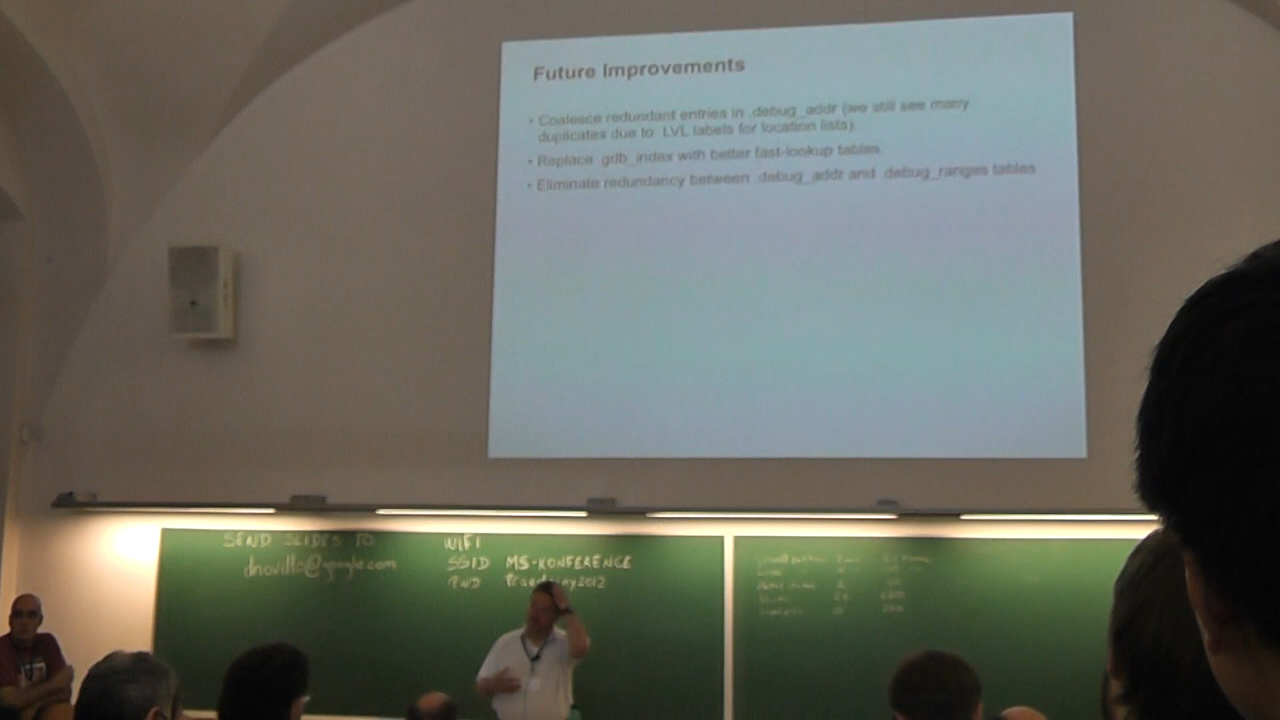 Future Improvements
• Coalesce redundant entries in .debug_addr (we still see many
duplicates due to .LVL labels for location lists).
• Replace .gdb_index with better fast-lookup tables.
• Eliminate redundancy between .debug_addr and .debug_ranges tables
SEND SLIDES TO
dnovillo@google.com
WIFI
SSID MS-KONFERENCE
PWD